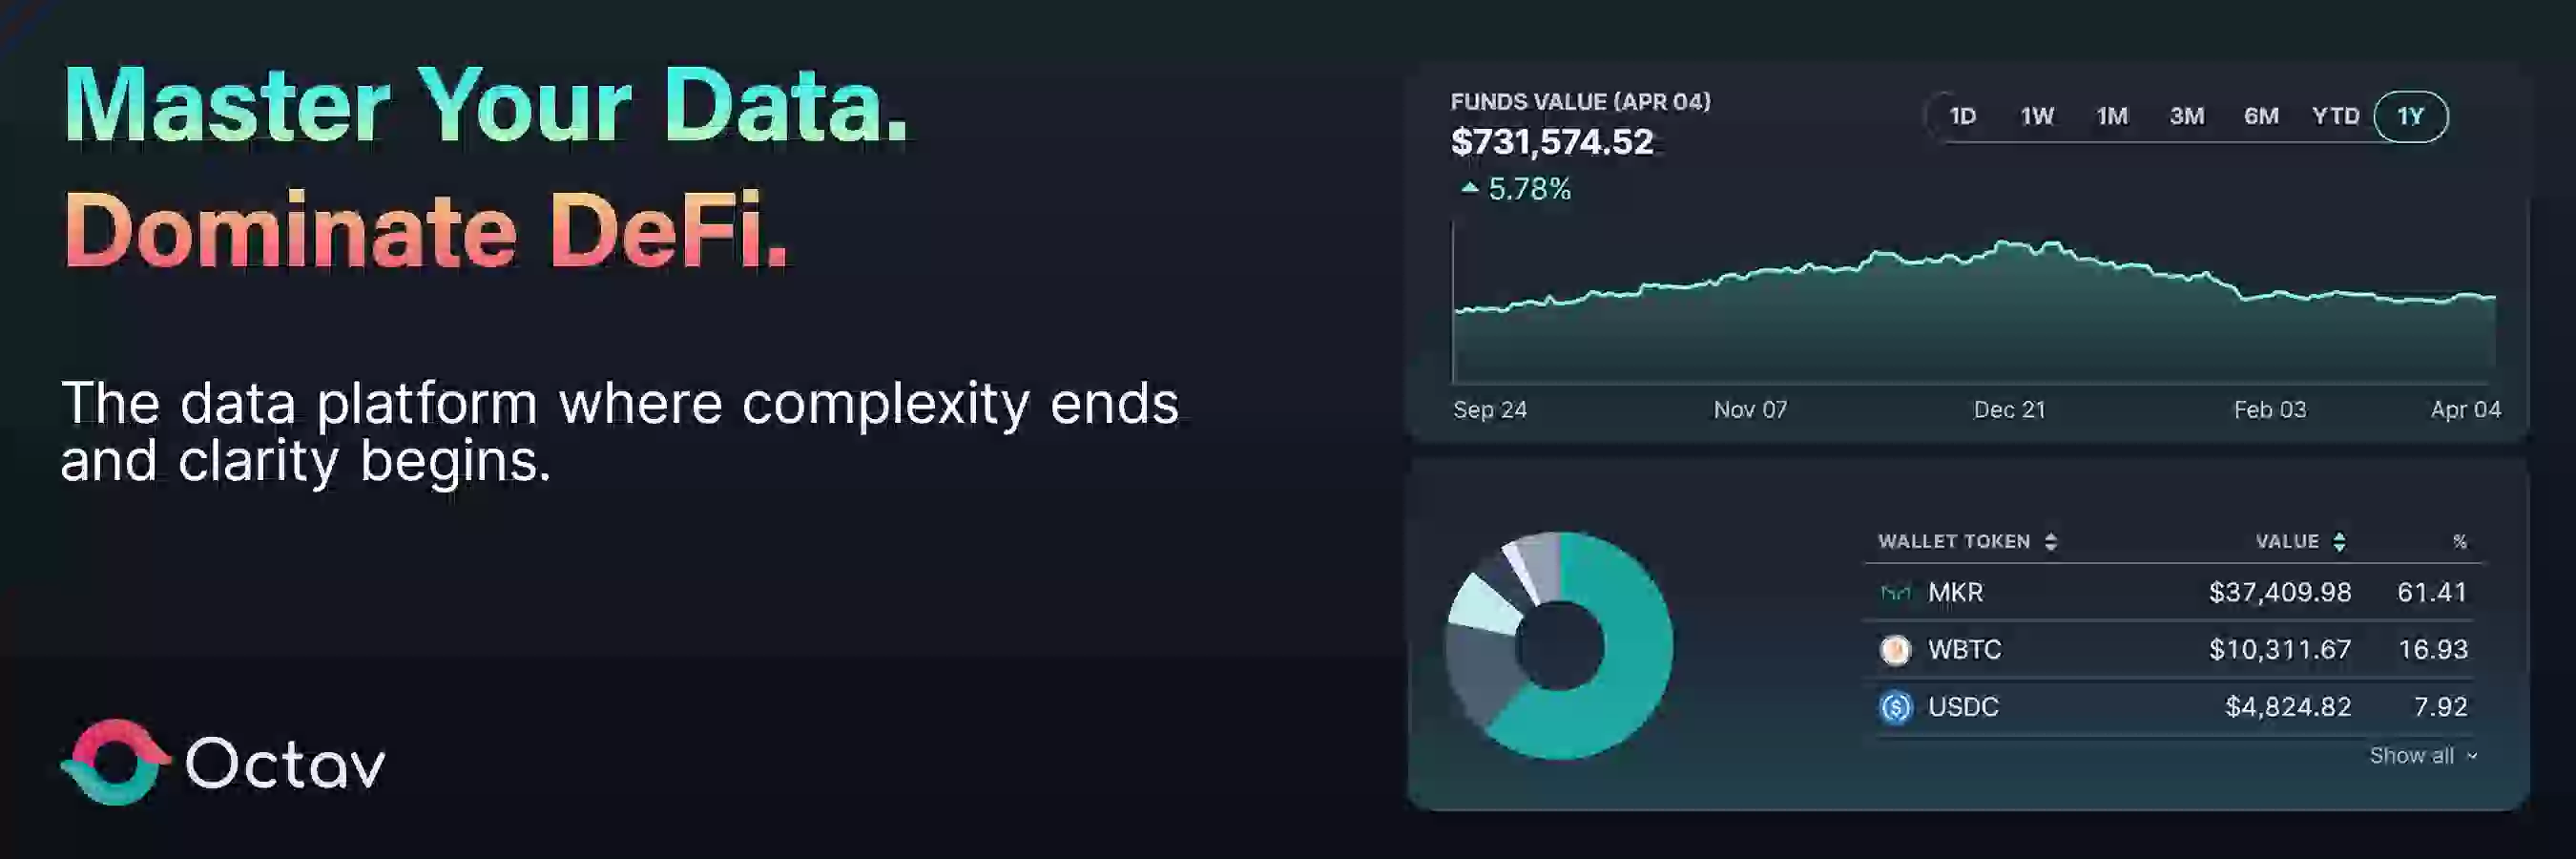 Master Your Data.
Dominate DeFi.
The data platform where complexity ends
and clarity begins.
Octav
FUNDS VALUE (APR 04)
$731,574.52
5.78%
1D 1W 1M 3M 6M YTD 1Y
Sep 24 Nov 07 Dec 21 Feb 03 Apr 04
WALLET TOKEN VALUE %
MKR $37,409.98 61.41
WBTC $10,311.67 16.93
USDC $4,824.82 7.92
Show all